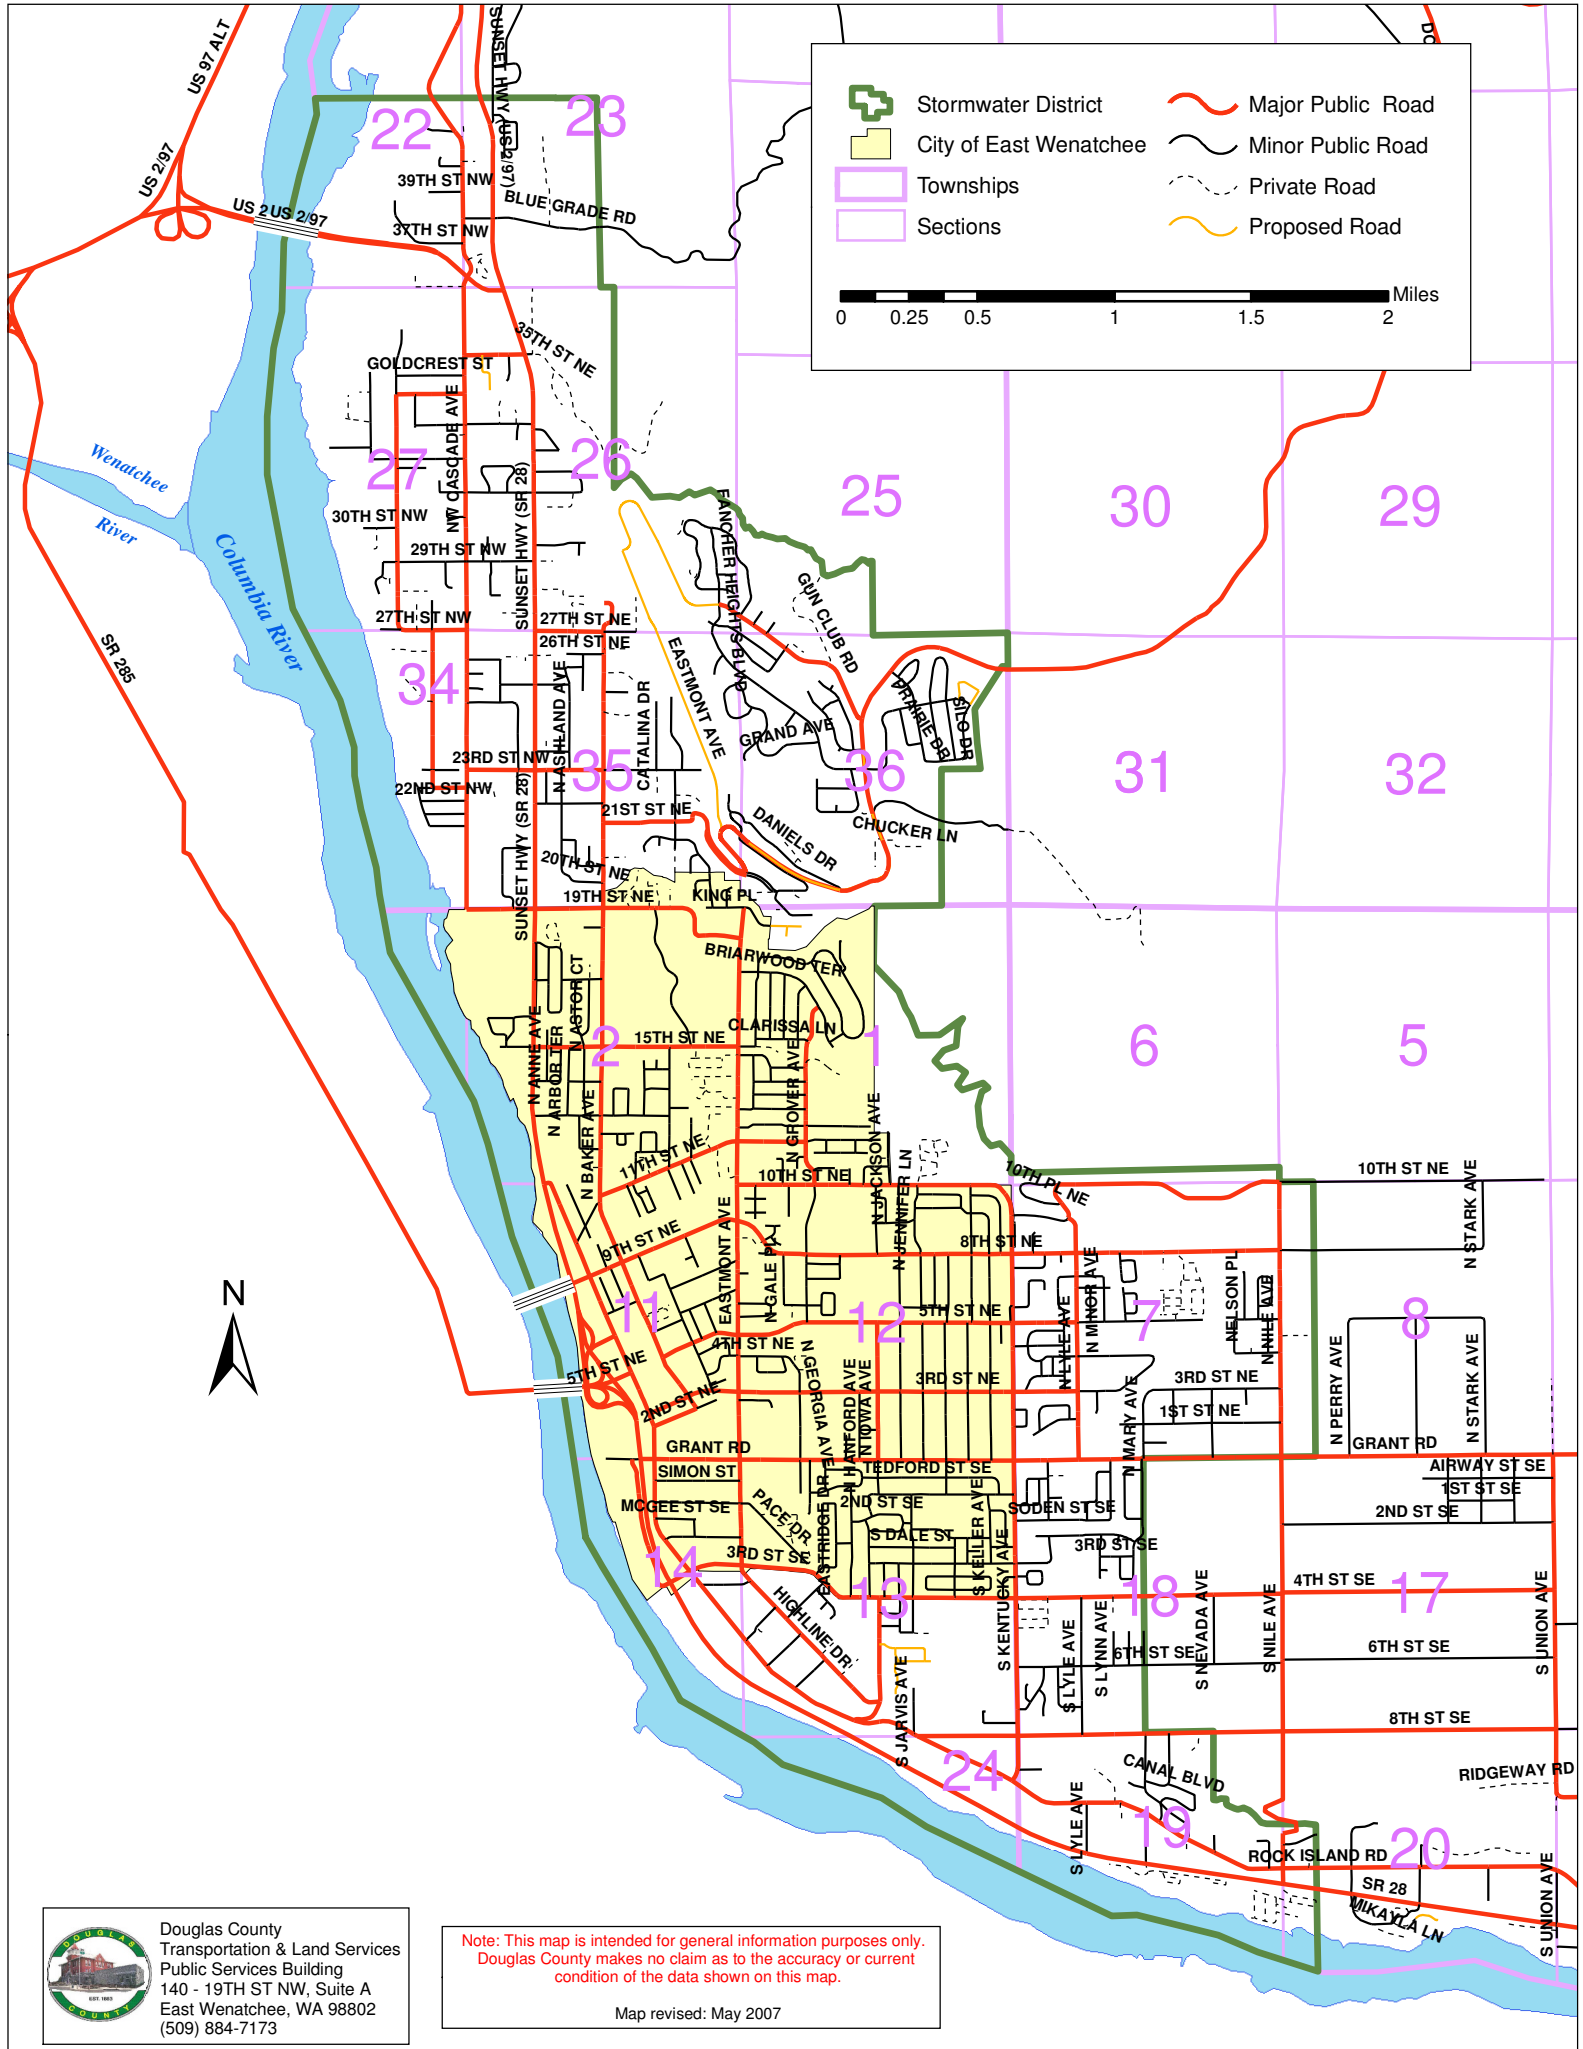 US 97 ALT
SUNSET HWY (US 2/97)
DC
22
23
US 2/97
39TH ST NW
US 2
US 2/97
BLUE GRADE RD
37TH ST NW
Stormwater District
City of East Wenatchee
Townships
Sections
Major Public Road
Minor Public Road
Private Road
Proposed Road
Miles
0
0.25
0.5
1
1.5
2
35TH ST NE
GOLDCREST ST
NW CASCADE AVE
Wenatchee
River
Columbia River
27
26
25
30
29
SUNSET HWY (SR 28)
30TH ST NW
29TH ST NW
FANCHER HEIGHTS BLVD
GUN CLUB RD
27TH ST NW
27TH ST NE
26TH ST NE
EASTMONT AVE
SR 285
34
N ASHLAND AVE
CATALINA DR
PRAIRIE DR
SILO DR
GRAND AVE
23RD ST NW
35
36
31
32
22ND ST NW
SUNSET HWY (SR 28)
21ST ST NE
DANIELS DR
CHUCKER LN
20TH ST NE
19TH ST NE
KING PL
BRIARWOOD TER
N ASTOR CT
N ANNE AVE
N ARBOR TER
15TH ST NE
CLARISSA LN
2
1
6
5
N GROVER AVE
N BAKER AVE
N JACKSON AVE
11TH ST NE
10TH ST NE
N JENNIFER LN
10TH PL NE
10TH ST NE
N STARK AVE
9TH ST NE
EASTMONT AVE
N GALE PL
8TH ST NE
N MINOR AVE
NELSON PL
N NILE AVE
N
11
12
7
8
5TH ST NE
N LYLE AVE
4TH ST NE
5TH ST NE
N GEORGIA AVE
N HANFORD AVE
N IOWA AVE
3RD ST NE
3RD ST NE
N PERRY AVE
N STARK AVE
2ND ST NE
N MARY AVE
1ST ST NE
GRANT RD
GRANT RD
SIMON ST
TEDFORD ST SE
AIRWAY ST SE
1ST ST SE
2ND ST SE
MCGEE ST SE
PACE DR
EASTRIDGE DR
2ND ST SE
S KELLER AVE
SODEN ST SE
S DALE ST
S KENTUCKY AVE
3RD ST SE
3RD ST SE
14
13
18
17
4TH ST SE
HIGHLINE DR
S NEVADA AVE
S NILE AVE
S UNION AVE
S LYLE AVE
S LYNN AVE
6TH ST SE
6TH ST SE
S JARVIS AVE
8TH ST SE
24
CANAL BLVD
RIDGEWAY RD
S LYLE AVE
19
20
ROCK ISLAND RD
SR 28
MIKAYLA LN
S UNION AVE
DOUGLAS
COUNTY
EST. 1883
Douglas County
Transportation & Land Services
Public Services Building
140 - 19TH ST NW, Suite A
East Wenatchee, WA 98802
(509) 884-7173
Note: This map is intended for general information purposes only.
Douglas County makes no claim as to the accuracy or current
condition of the data shown on this map.
Map revised: May 2007